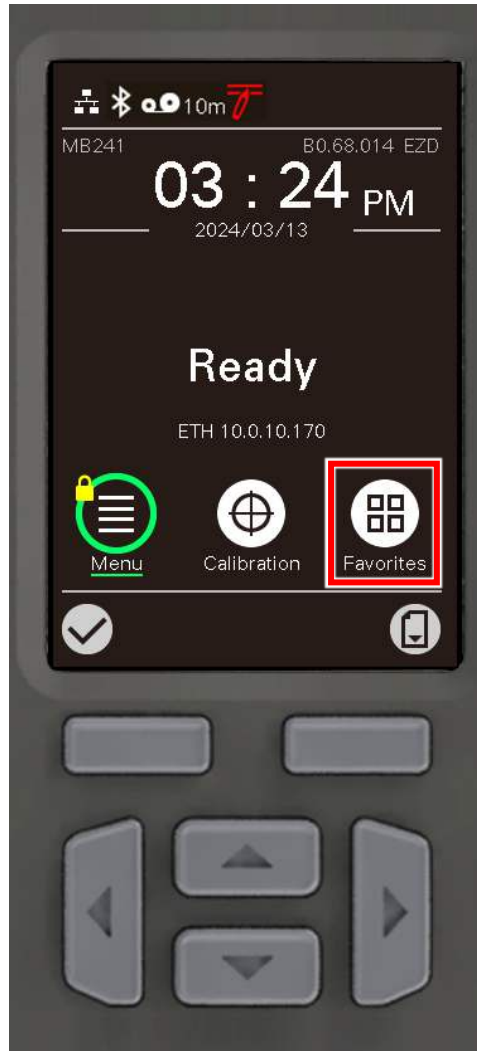 10m
MB241 B0.68.014 EZD
03 : 24 PM
2024/03/13
Ready
ETH 10.0.10.170
Menu Calibration Favorites